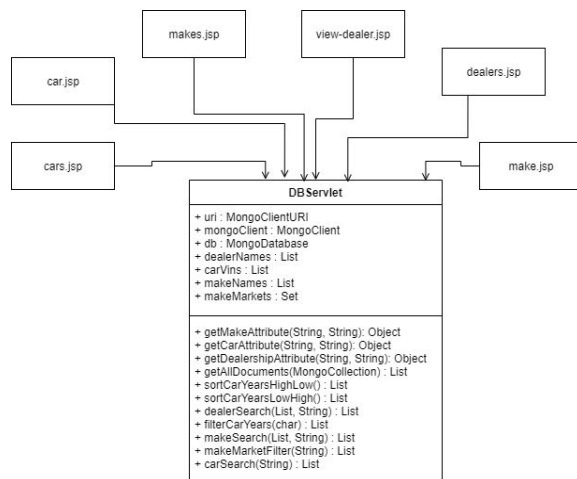 makes.jsp
view-dealer.jsp
car.jsp
dealers.jsp
cars.jsp
make.jsp
DBServlet
+ uri : MongoClientURI
+ mongoClient : MongoClient
+ db : MongoDatabase
+ dealerNames : List
+ carVins : List
+ makeNames : List
+ makeMarkets : Set
+ getMakeAttribute(String, String): Object
+ getCarAttribute(String, String): Object
+ getDealershipAttribute(String, String): Object
+ getAllDocuments(MongoCollection) : List
+ sortCarYearsHighLow() : List
+ sortCarYearsLowHigh() : List
+ dealerSearch(List, String) : List
+ filterCarYears(char) : List
+ makeSearch(List, String) : List
+ makeMarketFilter(String) : List
+ carSearch(String) : List